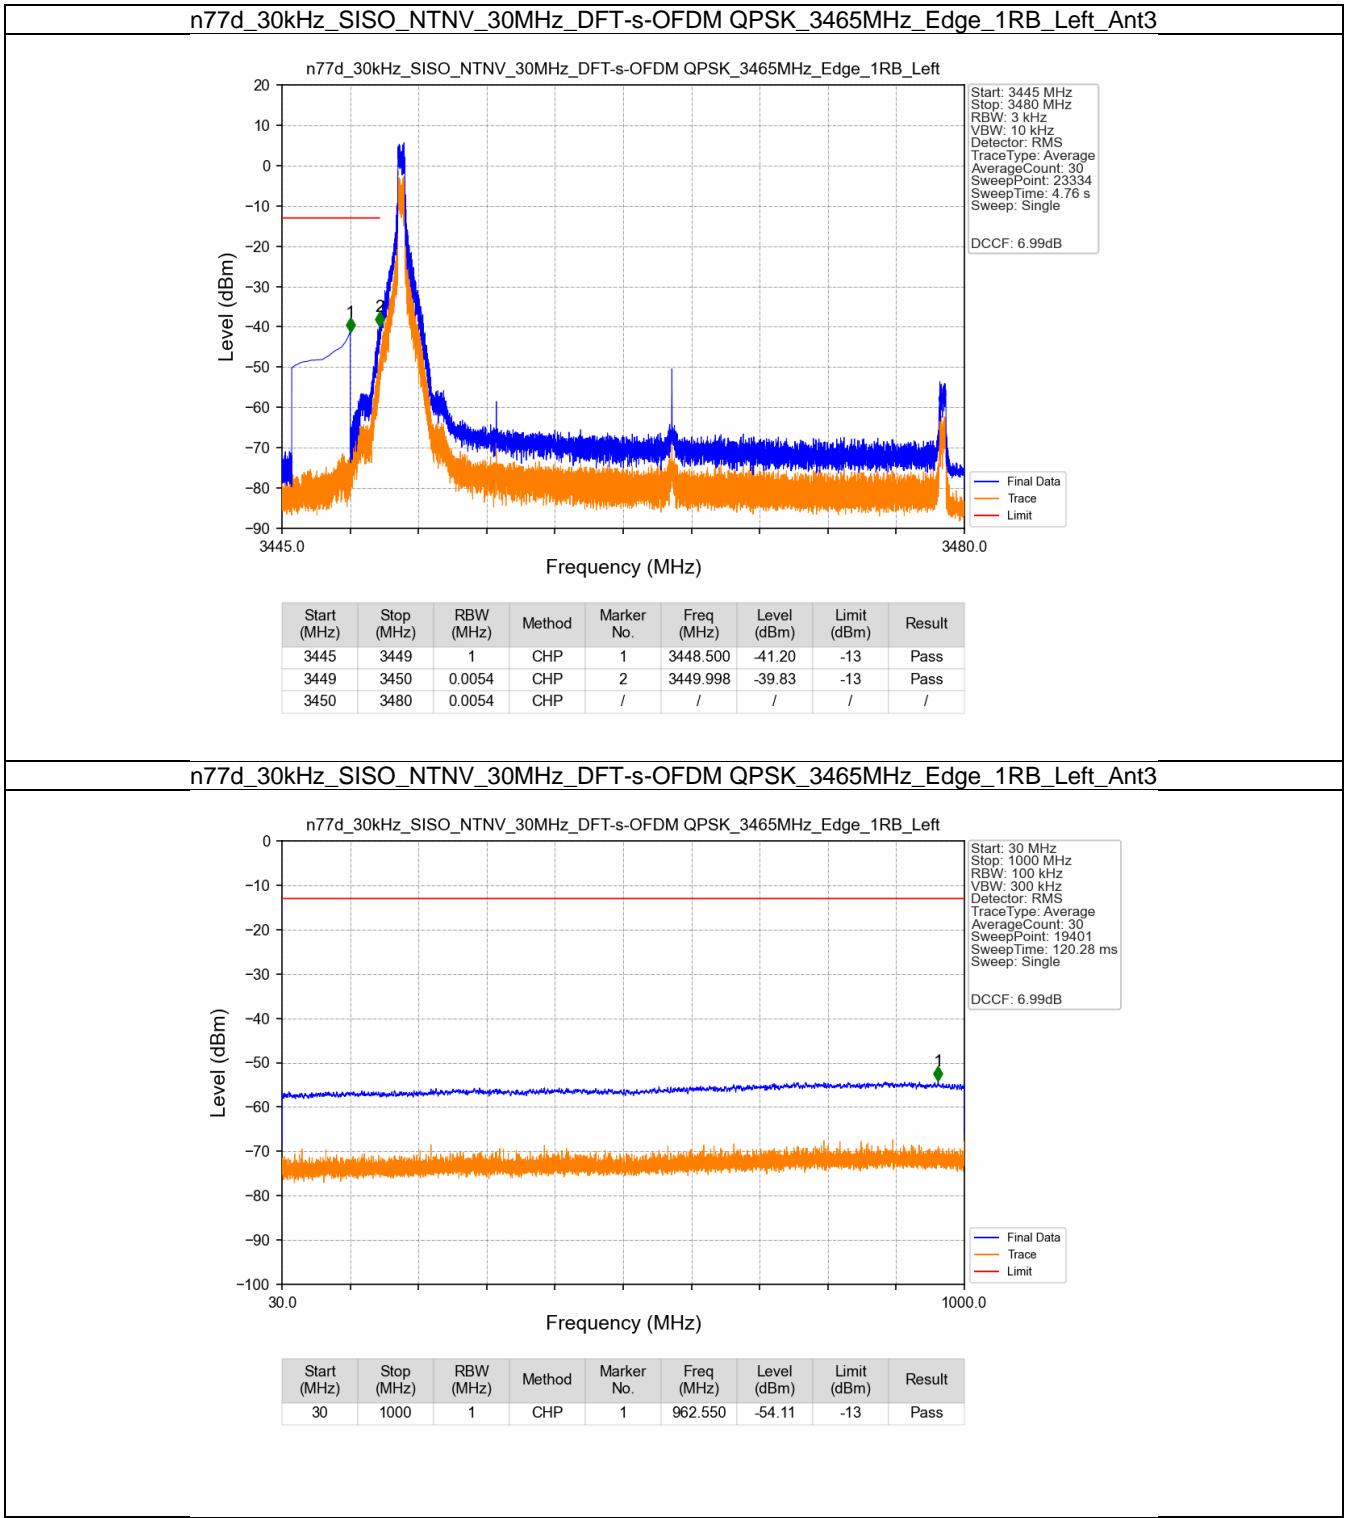 n77d_30kHz_SISO_NTNV_30MHz_DFT-s-OFDM QPSK_3465MHz_Edge_1RB_Left_Ant3
n77d_30kHz_SISO_NTNV_30MHz_DFT-s-OFDM QPSK_3465MHz_Edge_1RB_Left
20
10
0
−10
−20
−30
−40
−50
−60
−70
−80
−90
Level (dBm)
1
2
3445.0
3480.0
Frequency (MHz)
Start: 3445 MHz
Stop: 3480 MHz
RBW: 3 kHz
VBW: 10 kHz
Detector: RMS
TraceType: Average
AverageCount: 30
SweepPoint: 23334
SweepTime: 4.76 s
Sweep: Single
DCCF: 6.99dB
Final Data
Trace
Limit
Start (MHz) Stop (MHz) RBW (MHz) Method Marker No. Freq (MHz) Level (dBm) Limit (dBm) Result
3445 3449 1 CHP 1 3448.500 -41.20 -13 Pass
3449 3450 0.0054 CHP 2 3449.998 -39.83 -13 Pass
3450 3480 0.0054 CHP / / / / /
n77d_30kHz_SISO_NTNV_30MHz_DFT-s-OFDM QPSK_3465MHz_Edge_1RB_Left_Ant3
n77d_30kHz_SISO_NTNV_30MHz_DFT-s-OFDM QPSK_3465MHz_Edge_1RB_Left
0
−10
−20
−30
−40
−50
−60
−70
−80
−90
−100
Level (dBm)
1
30.0
1000.0
Frequency (MHz)
Start: 30 MHz
Stop: 1000 MHz
RBW: 100 kHz
VBW: 300 kHz
Detector: RMS
TraceType: Average
AverageCount: 30
SweepPoint: 19401
SweepTime: 120.28 ms
Sweep: Single
DCCF: 6.99dB
Final Data
Trace
Limit
Start (MHz) Stop (MHz) RBW (MHz) Method Marker No. Freq (MHz) Level (dBm) Limit (dBm) Result
30 1000 1 CHP 1 962.550 -54.11 -13 Pass